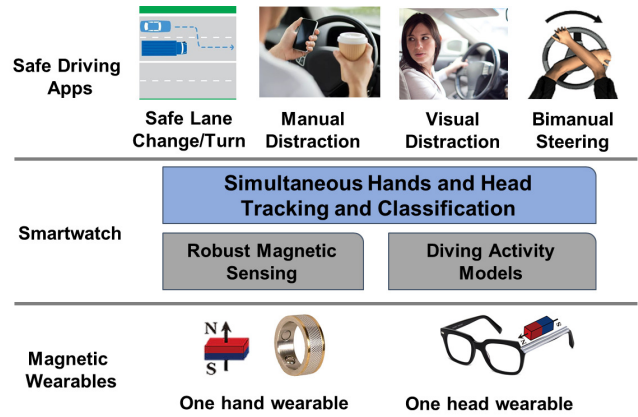 Safe Driving
Apps
Safe Lane
Change/Turn
Manual
Distraction
Visual
Distraction
Bimanual
Steering
Smartwatch
Simultaneous Hands and Head
Tracking and Classification
Robust Magnetic
Sensing
Diving Activity
Models
Magnetic
Wearables
N
S
One hand wearable
S
N
One head wearable